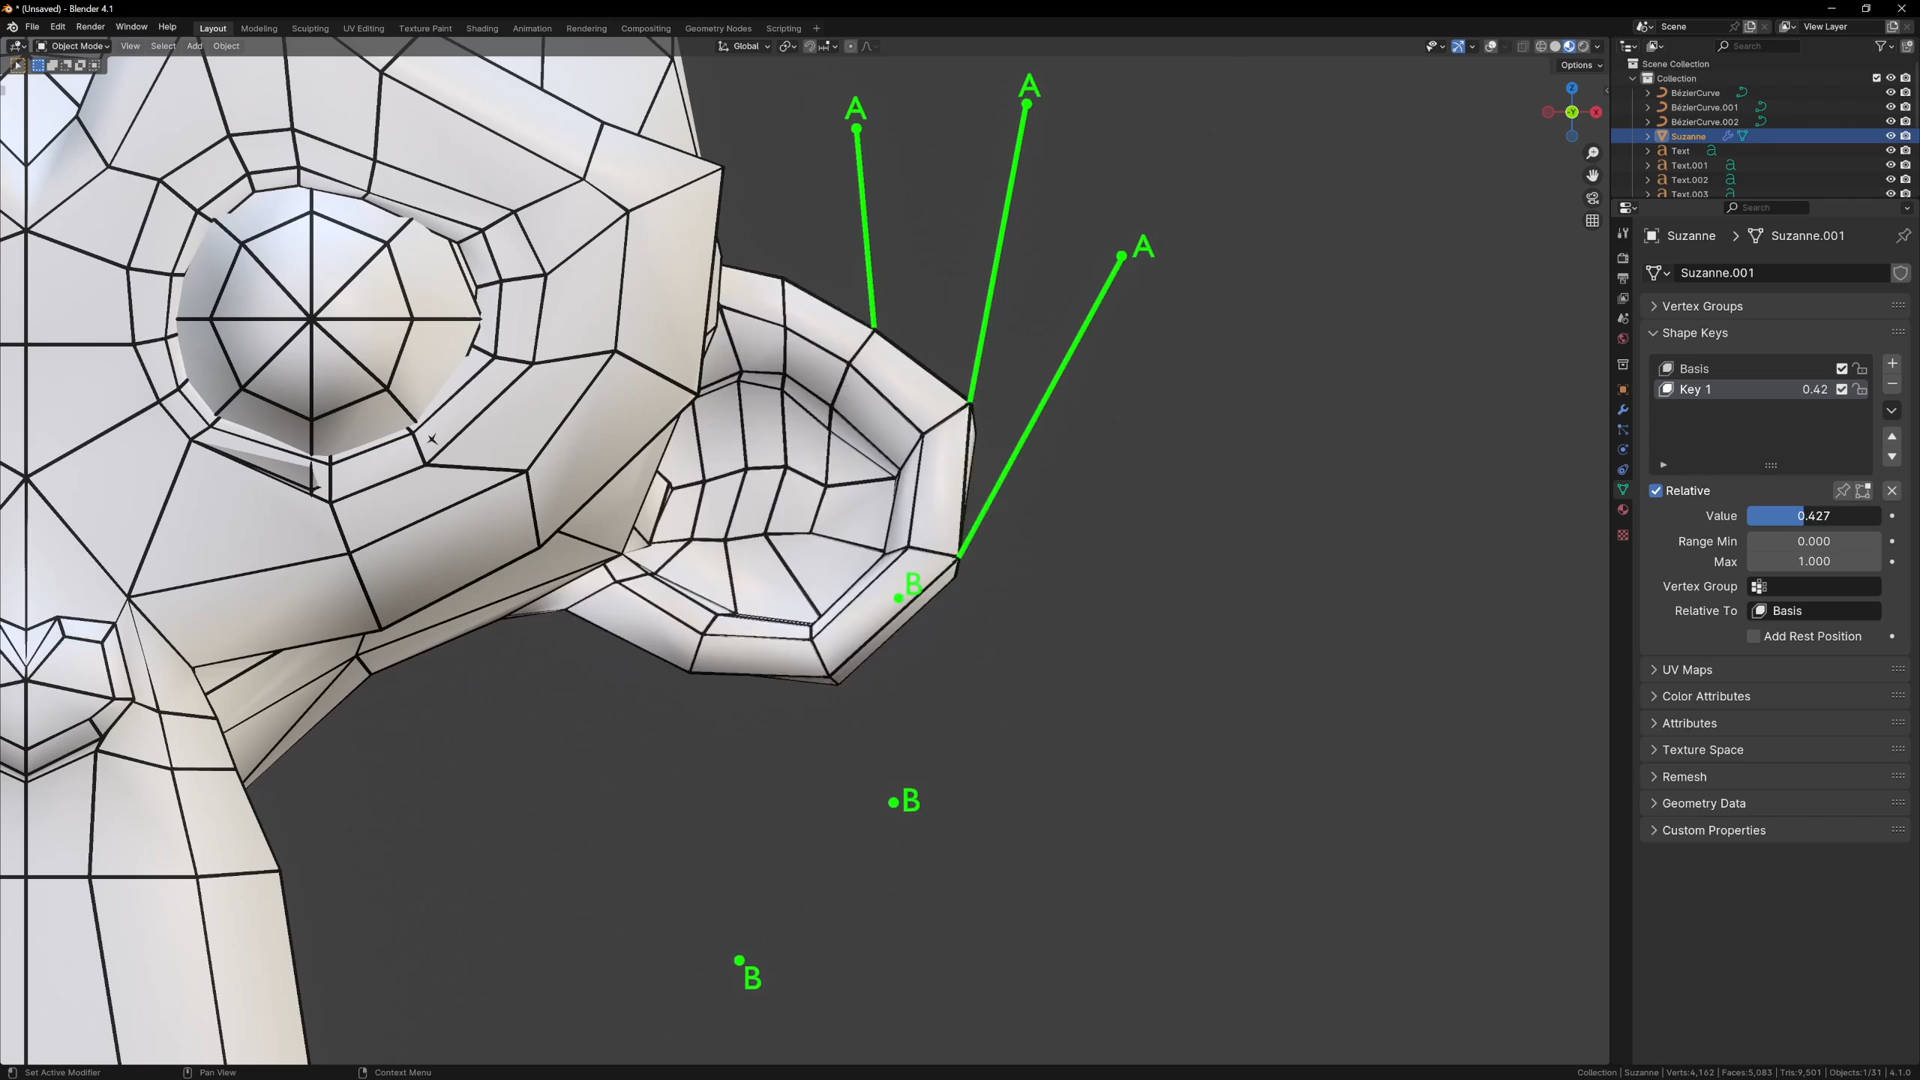 * (Unsaved) - Blender 4.1
File Edit Render Window Help Layout Modeling Sculpting UV Editing Texture Paint Shading Animation Rendering Compositing Geometry Nodes Scripting + Scene View Layer
Object Mode View Select Add Object Global Search
Options
Scene Collection
Collection
BézierCurve
BézierCurve.001
BézierCurve.002
Suzanne
Text
Text.001
Text.002
Text.003
Search
Suzanne > Suzanne.001
Suzanne.001
Vertex Groups
Shape Keys
Basis
Key 1 0.42
Relative
Value 0.427
Range Min 0.000
Max 1.000
Vertex Group
Relative To Basis
Add Rest Position
UV Maps
Color Attributes
Attributes
Texture Space
Remesh
Geometry Data
Custom Properties
Z
Y
X
A
A
A
B
B
B
Set Active Modifier Pan View Context Menu Collection | Suzanne | Verts:4,162 | Faces:5,083 | Tris:9,501 | Objects:1/31 | 4.1.0